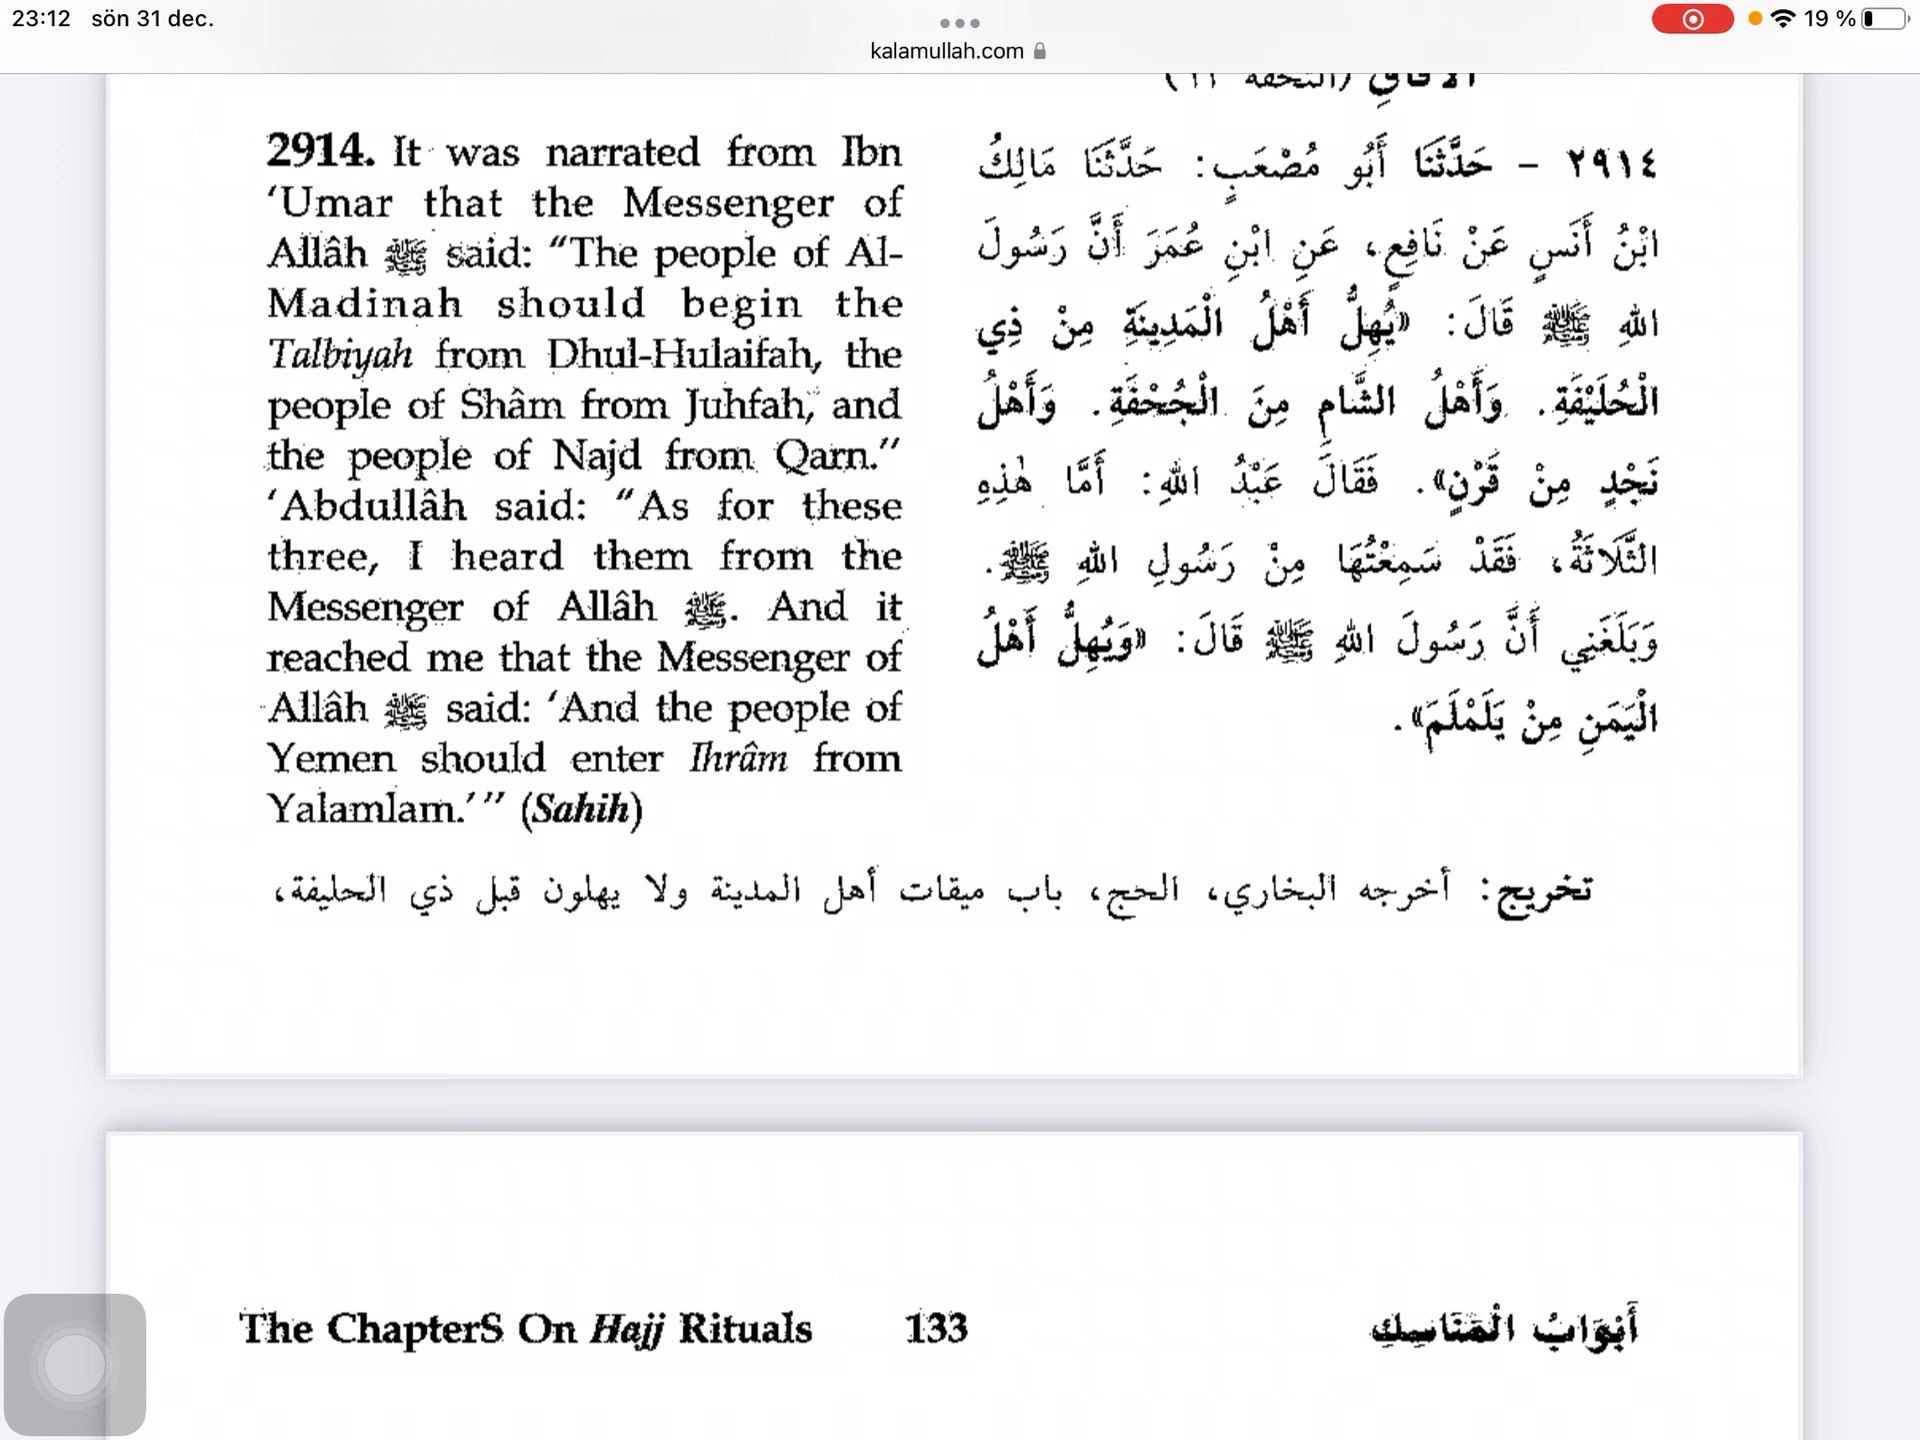 23:12 sön 31 dec.
19 %
kalamullah.com
2914. It was narrated from Ibn
‘Umar that the Messenger of
Allâh ﷺ said: “The people of Al-
Madinah should begin the
Talbiyah from Dhul-Hulaifah, the
people of Shâm from Juhfah, and
the people of Najd from Qarn.”
‘Abdullâh said: “As for these
three, I heard them from the
Messenger of Allâh ﷺ. And it
reached me that the Messenger of
Allâh ﷺ said: ‘And the people of
Yemen should enter Ihrâm from
Yalamlam.’” (Sahih)
٢٩١٤ - حَدَّثَنَا أَبُو مُصْعَبٍ: حَدَّثَنَا مَالِكُ
ابْنُ أَنَسٍ عَنْ نَافِعٍ، عَنِ ابْنِ عُمَرَ أَنَّ رَسُولَ
اللهِ ﷺ قَالَ: «يُهِلُّ أَهْلُ الْمَدِينَةِ مِنْ ذِي
الْحُلَيْفَةِ. وَأَهْلُ الشَّامِ مِنَ الْجُحْفَةِ. وَأَهْلُ
نَجْدٍ مِنْ قَرْنٍ». فَقَالَ عَبْدُ اللهِ: أَمَّا هٰذِهِ
الثَّلَاثَةُ، فَقَدْ سَمِعْتُهَا مِنْ رَسُولِ اللهِ ﷺ.
وَبَلَغَنِي أَنَّ رَسُولَ اللهِ ﷺ قَالَ: «وَيُهِلُّ أَهْلُ
الْيَمَنِ مِنْ يَلَمْلَمَ».
تخريج: أخرجه البخاري، الحج، باب ميقات أهل المدينة ولا يهلون قبل ذي الحليفة،
The ChapterS On Hajj Rituals 133 أَبْوَابُ الْمَنَاسِكِ